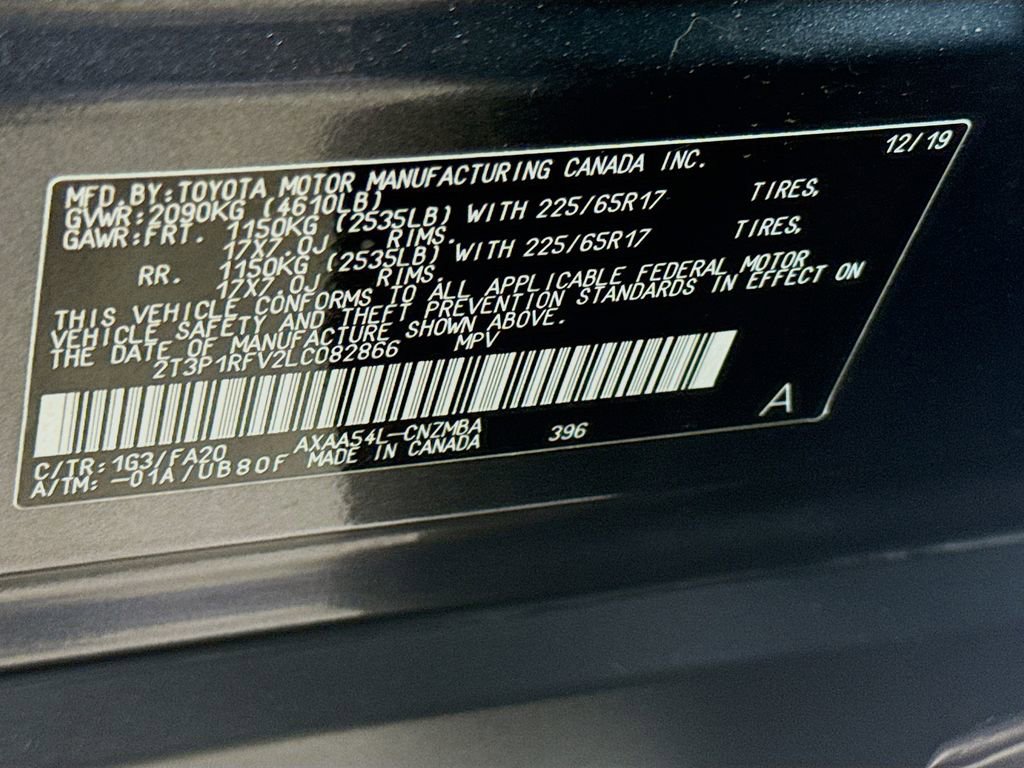 12/19
MFD.BY:TOYOTA MOTOR MANUFACTURING CANADA INC.
GVWR:2090KG (4610LB)
GAWR:FRT. 1150KG (2535LB) WITH 225/65R17 TIRES,
17X7.0J RIMS.
RR. 1150KG (2535LB) WITH 225/65R17 TIRES,
17X7.0J RIMS.
THIS VEHICLE CONFORMS TO ALL APPLICABLE FEDERAL MOTOR
VEHICLE SAFETY AND THEFT PREVENTION STANDARDS IN EFFECT ON
THE DATE OF MANUFACTURE SHOWN ABOVE.
2T3P1RFV2LC082866 MPV
A
C/TR:1G3/FA20 AXAA54L-CNZMBA 396
A/TM:-01A/UB80F MADE IN CANADA